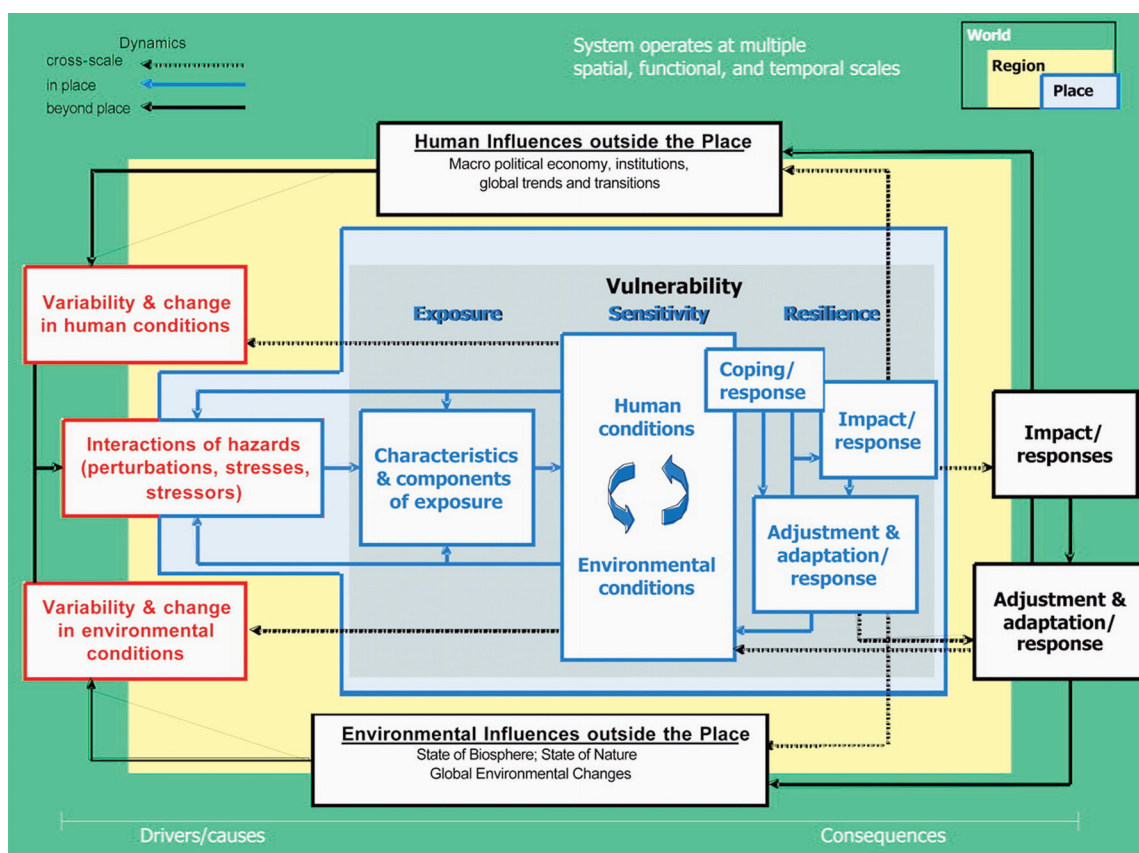 Dynamics
cross-scale
in place
beyond place
System operates at multiple
spatial, functional, and temporal scales
World
Region
Place
Human Influences outside the Place
Macro political economy, institutions,
global trends and transitions
Variability & change
in human conditions
Vulnerability
Exposure
Sensitivity
Resilience
Interactions of hazards
(perturbations, stresses,
stressors)
Characteristics
& components
of exposure
Human
conditions
Environmental
conditions
Coping/
response
Impact/
response
Adjustment &
adaptation/
response
Impact/
responses
Adjustment &
adaptation/
response
Variability & change
in environmental
conditions
Environmental Influences outside the Place
State of Biosphere; State of Nature
Global Environmental Changes
Drivers/causes
Consequences